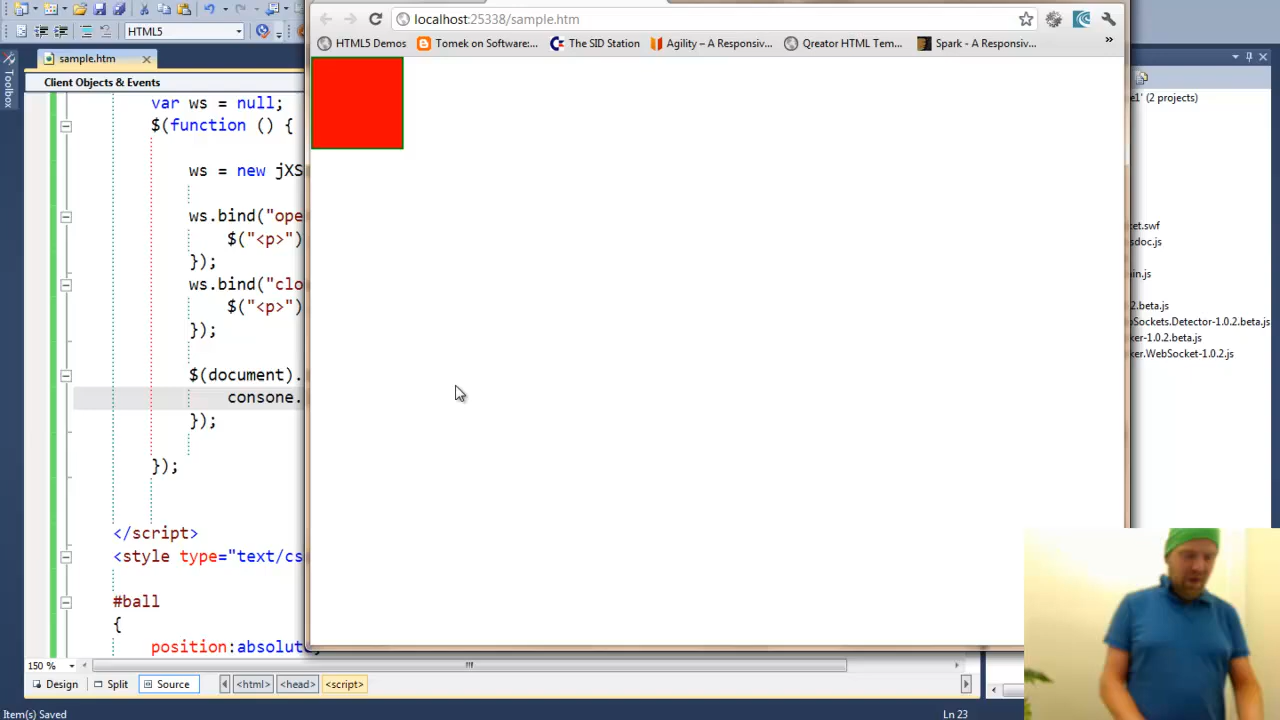 HTML5
localhost:25338/sample.htm
sample.htm
HTML5 Demos
Tomek on Software:...
The SID Station
Agility – A Responsiv...
Qreator HTML Tem...
Spark - A Responsiv...
»
Toolbox
Client Objects & Events
e1' (2 projects)
var ws = null;
$(function () {
ws = new jXS
ws.bind("ope
$("<p>")
});
ws.bind("clo
$("<p>")
});
$(document).
consone.
});
});
</script>
<style type="text/cs
#ball
{
position:absolut
et.swf
sdoc.js
in.js
2.beta.js
Sockets.Detector-1.0.2.beta.js
ker-1.0.2.beta.js
ker.WebSocket-1.0.2.js
150 %
Design
Split
Source
<html>
<head>
<script>
Item(s) Saved
Ln 23